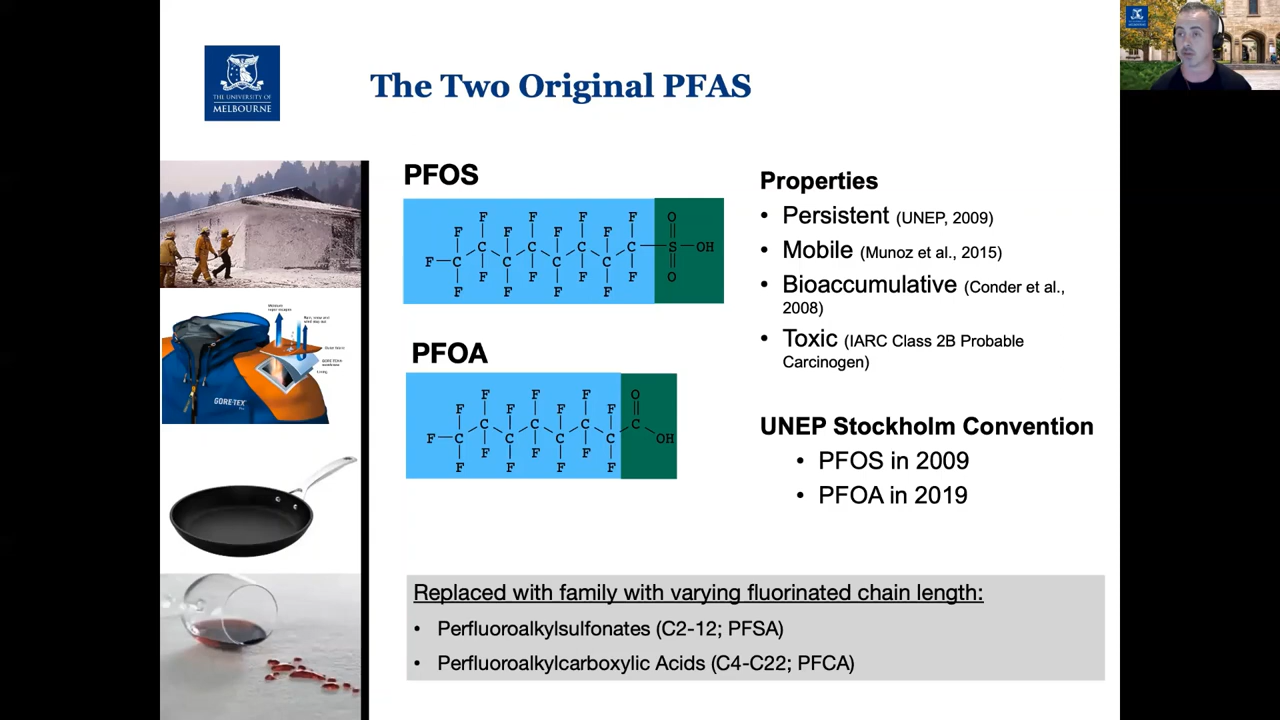 THE UNIVERSITY OF
MELBOURNE
The Two Original PFAS
PFOS
F F F F
F F F F O
F—C C C C C C C C—S—OH
F F F F O
F F F F
PFOA
F F F O
F F F F
F—C C C C C C C C OH
F F F
F F F F
Properties
• Persistent (UNEP, 2009)
• Mobile (Munoz et al., 2015)
• Bioaccumulative (Conder et al.,
2008)
• Toxic (IARC Class 2B Probable
Carcinogen)
UNEP Stockholm Convention
• PFOS in 2009
• PFOA in 2019
GORE-TEX
Replaced with family with varying fluorinated chain length:
• Perfluoroalkylsulfonates (C2-12; PFSA)
• Perfluoroalkylcarboxylic Acids (C4-C22; PFCA)